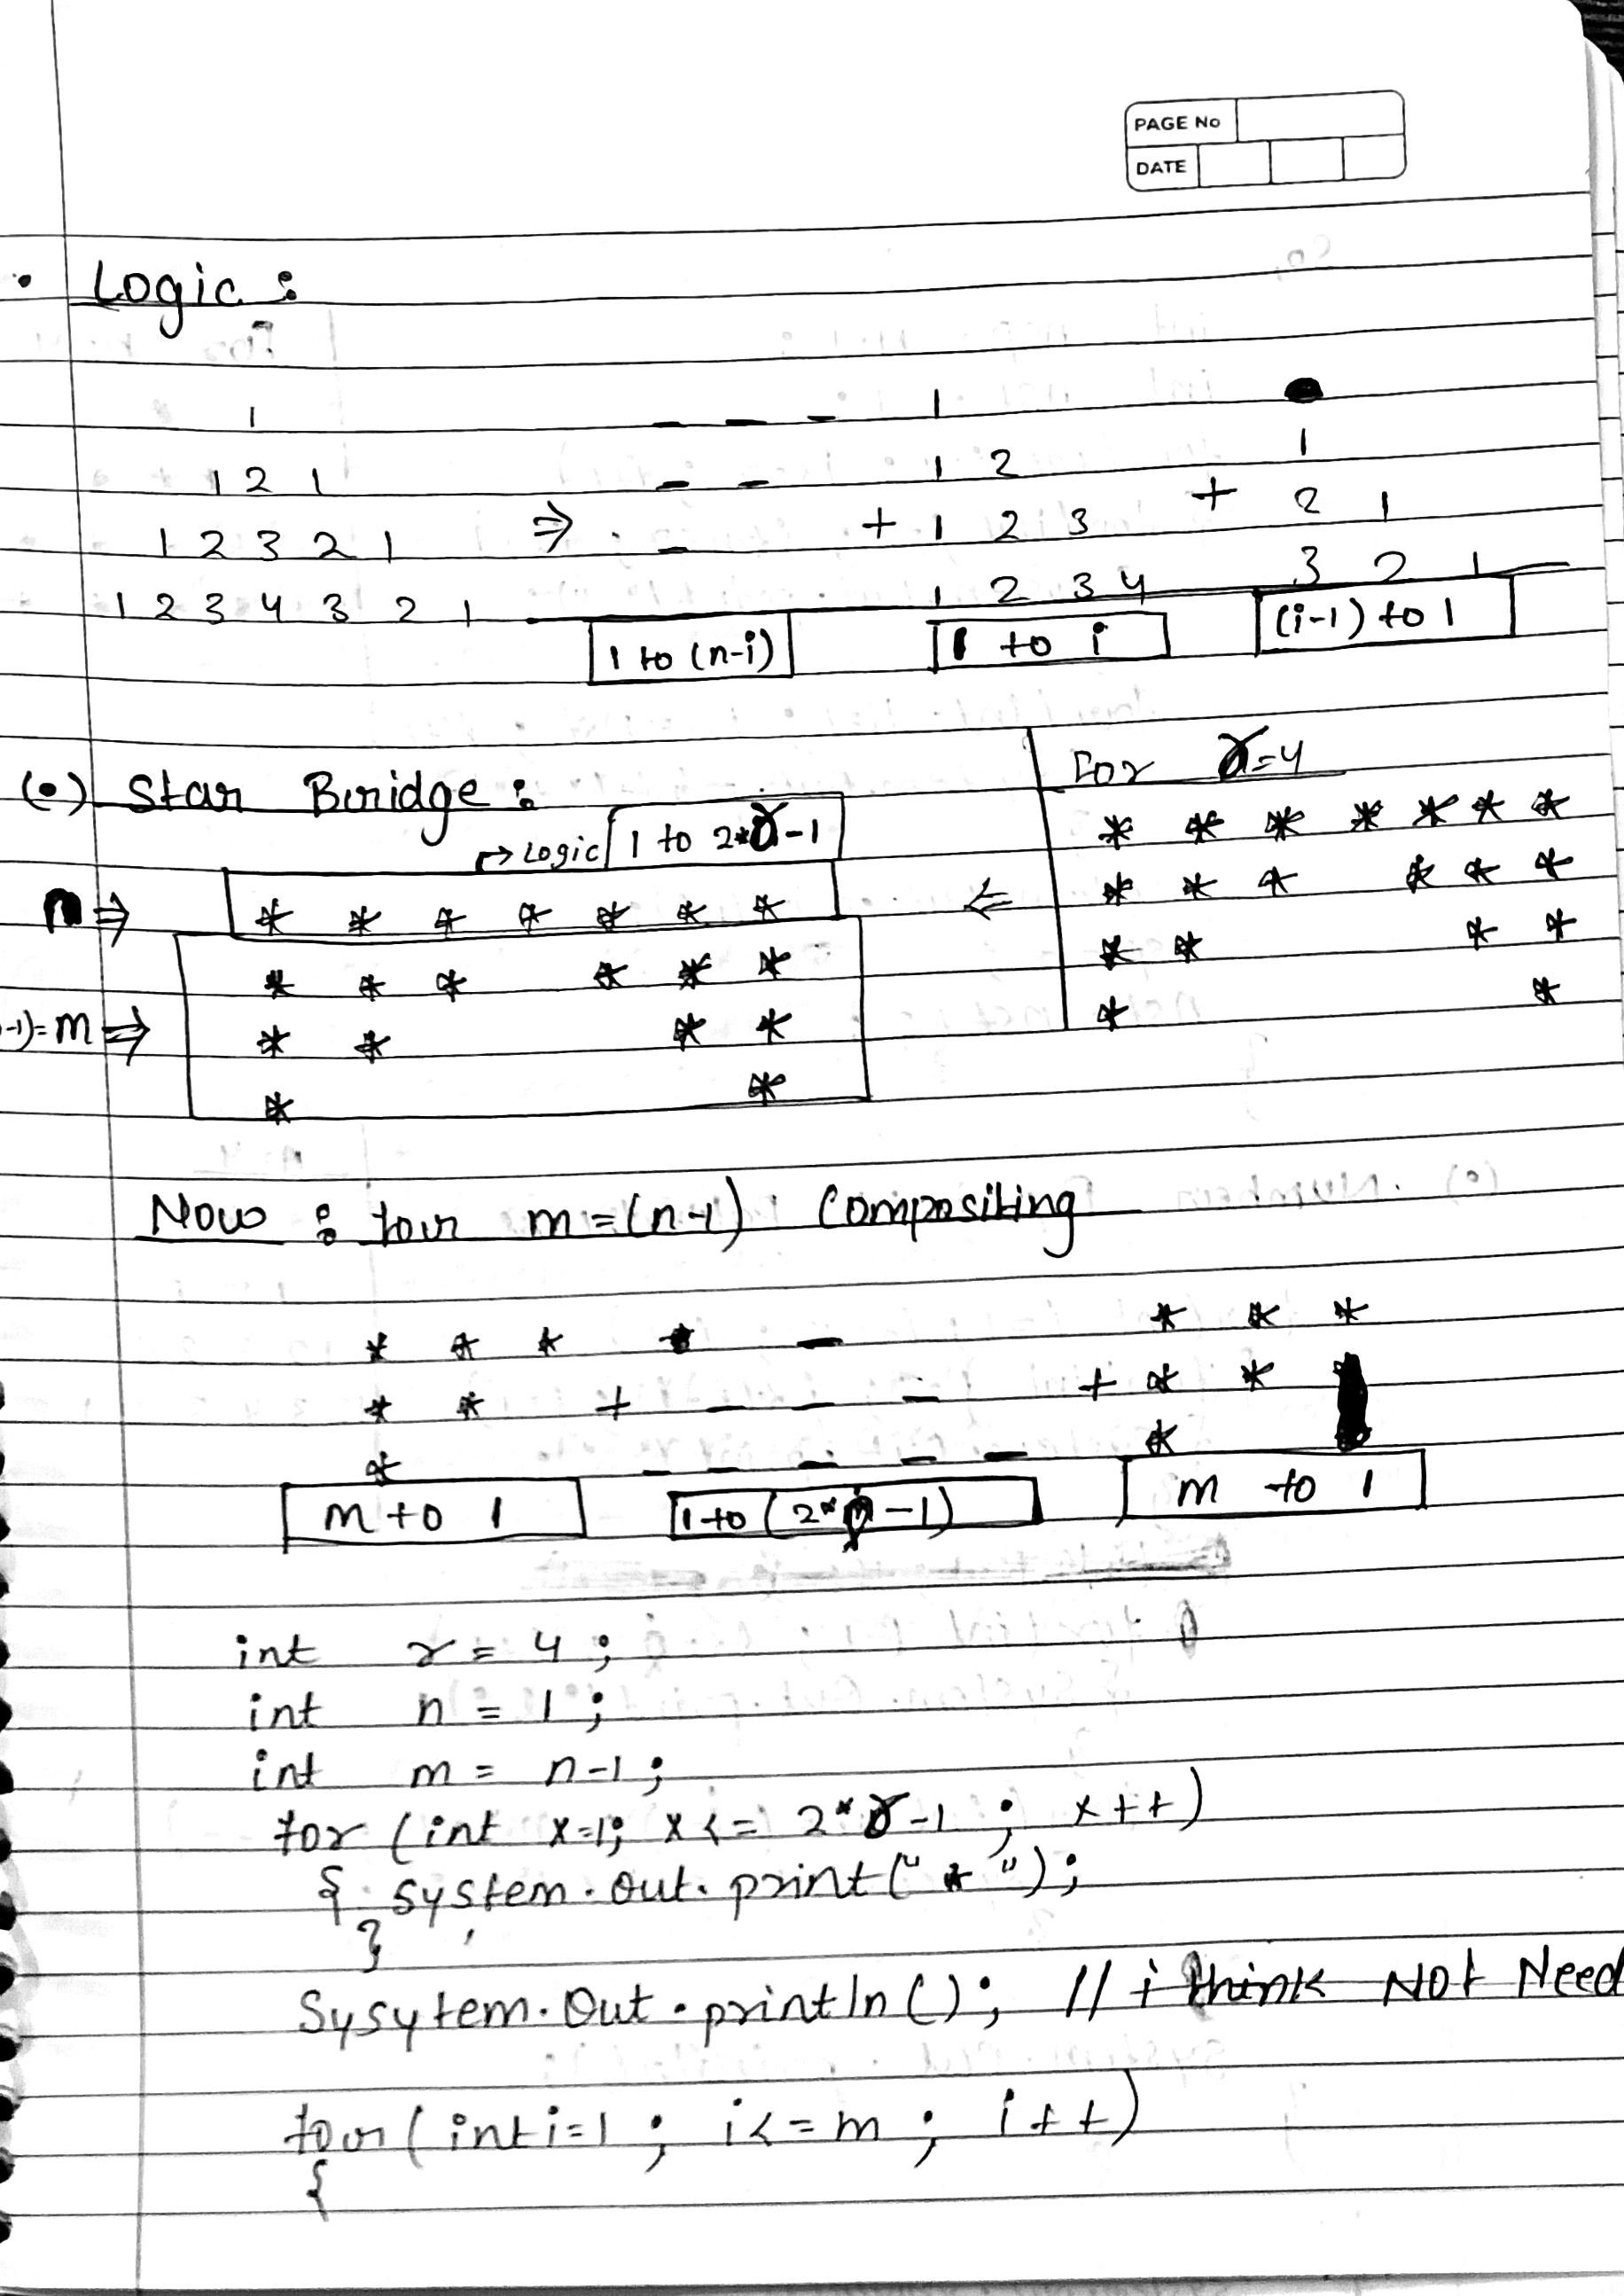 PAGE No
DATE
• Logic :
1 _ _ _ 1
1 2 1 _ _ 1 2 1
1 2 3 2 1 ⇒ _ + 1 2 3 + 2 1
1 2 3 4 3 2 1 1 2 3 4 3 2 1
1 to (n-i) 1 to i (i-1) to 1
(•) Star Bridge :
For r=4
→ Logic 1 to 2*r-1
* * * * * * *
* * * * * *
* * * *
* *
n ⇒ * * * * * * * ⇐
* * * * * *
-1)= m ⇒ * * * *
* *
Now : for m = (n-1) Compositing
* * * _ * * *
* * + _ _ _ + * *
* _ _ _ _ _ *
m to 1 1 to (2* -1) m to 1
int r = 4 ;
int n = 1 ;
int m = n-1 ;
for (int x=1; x <= 2*r-1 ; x++)
{ system.out.print(" * ");
}
Sysytem.Out.println(); // i think Not Need
for( int i=1 ; i<=m ; i++)
{